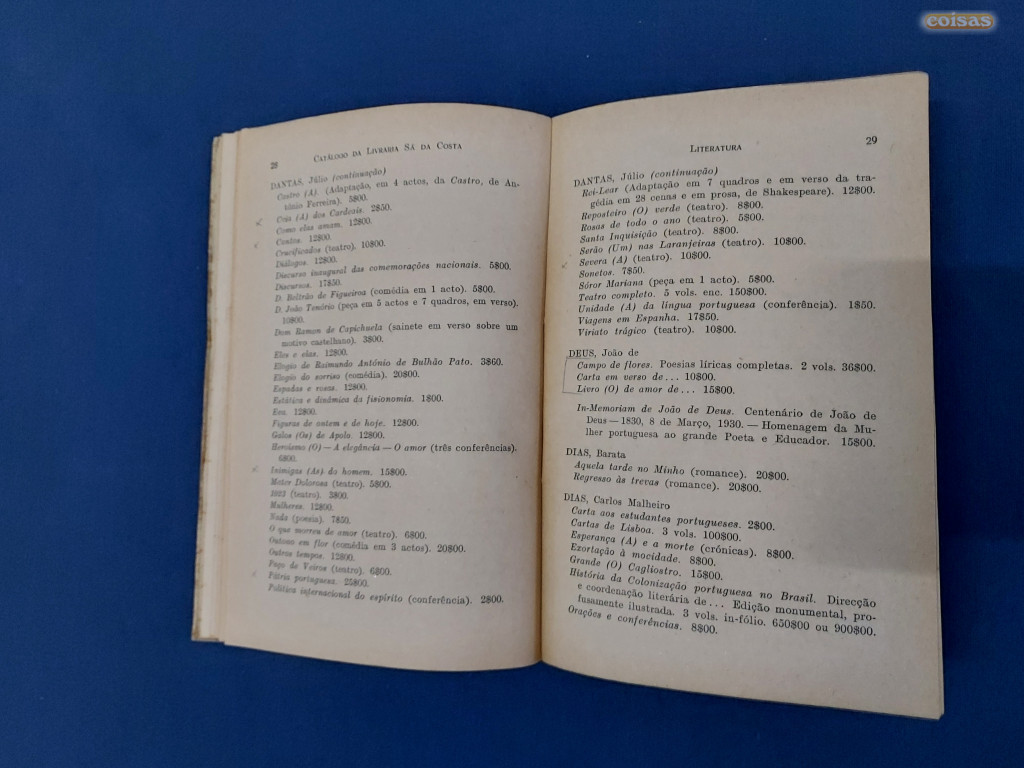 coisas
28
CATÁLOGO DA LIVRARIA SÁ DA COSTA
DANTAS, Júlio (continuação)
Castro (A). (Adaptação, em 4 actos, da Castro, de An-
tónio Ferreira). 5$00.
Ceia (A) dos Cardeais. 2$50.
Como elas amam. 12$00.
Contos. 12$00.
Crucificados (teatro). 10$00.
Diálogos. 12$00.
Discurso inaugural das comemorações nacionais. 5$00.
Discursos. 17$50.
D. Beltrão de Figueiroa (comédia em 1 acto). 5$00.
D. João Tenório (peça em 5 actos e 7 quadros, em verso).
10$00.
Dom Ramon de Capichuela (sainete em verso sobre um
motivo castelhano). 3$00.
Elos e elas. 12$00.
Elogio de Raimundo António de Bulhão Pato. 3$60.
Elogio do sorriso (comédia). 20$00.
Espadas e rosas. 12$00.
Estática e dinâmica da fisionomia. 1$00.
Eva. 12$00.
Figuras de ontem e de hoje. 12$00.
Galos (Os) de Apolo. 12$00.
Heroísmo (O) — A elegância — O amor (três conferências).
6$00.
Inimigas (As) do homem. 15$00.
Mater Dolorosa (teatro). 5$00.
1023 (teatro). 3$00.
Mulheres. 12$00.
Nada (poesia). 7$50.
O que morreu de amor (teatro). 6$00.
Outono em flor (comédia em 3 actos). 20$00.
Outros tempos. 12$00.
Paço de Veiros (teatro). 6$00.
Pátria portuguesa. 25$00.
Política internacional do espírito (conferência). 2$00.
LITERATURA
29
DANTAS, Júlio (continuação)
Rei-Lear (Adaptação em 7 quadros e em verso da tra-
gédia em 28 cenas e em prosa, de Shakespeare). 12$00.
Reposteiro (O) verde (teatro). 8$00.
Rosas de todo o ano (teatro). 5$00.
Santa Inquisição (teatro). 8$00.
Serão (Um) nas Laranjeiras (teatro). 10$00.
Severa (A) (teatro). 10$00.
Sonetos. 7$50.
Sóror Mariana (peça em 1 acto). 5$00.
Teatro completo. 5 vols. enc. 150$00.
Unidade (A) da língua portuguesa (conferência). 1$50.
Viagens em Espanha. 17$50.
Viriato trágico (teatro). 10$00.
DEUS, João de
Campo de flores. Poesias líricas completas. 2 vols. 36$00.
Carta em verso de... 10$00.
Livro (O) de amor de... 15$00.
In-Memoriam de João de Deus. Centenário de João de
Deus — 1830, 8 de Março, 1930. — Homenagem da Mu-
lher portuguesa ao grande Poeta e Educador. 15$00.
DIAS, Barata
Aquela tarde no Minho (romance). 20$00.
Regresso às trevas (romance). 20$00.
DIAS, Carlos Malheiro
Carta aos estudantes portugueses. 2$00.
Cartas de Lisboa. 3 vols. 100$00.
Esperança (A) e a morte (crónicas). 8$00.
Exortação à mocidade. 8$00.
Grande (O) Cagliostro. 15$00.
História da Colonização portuguesa no Brasil. Direcção
e coordenação literária de... Edição monumental, pro-
fusamente ilustrada. 3 vols. in-fólio. 650$00 ou 900$00.
Orações e conferências. 8$00.